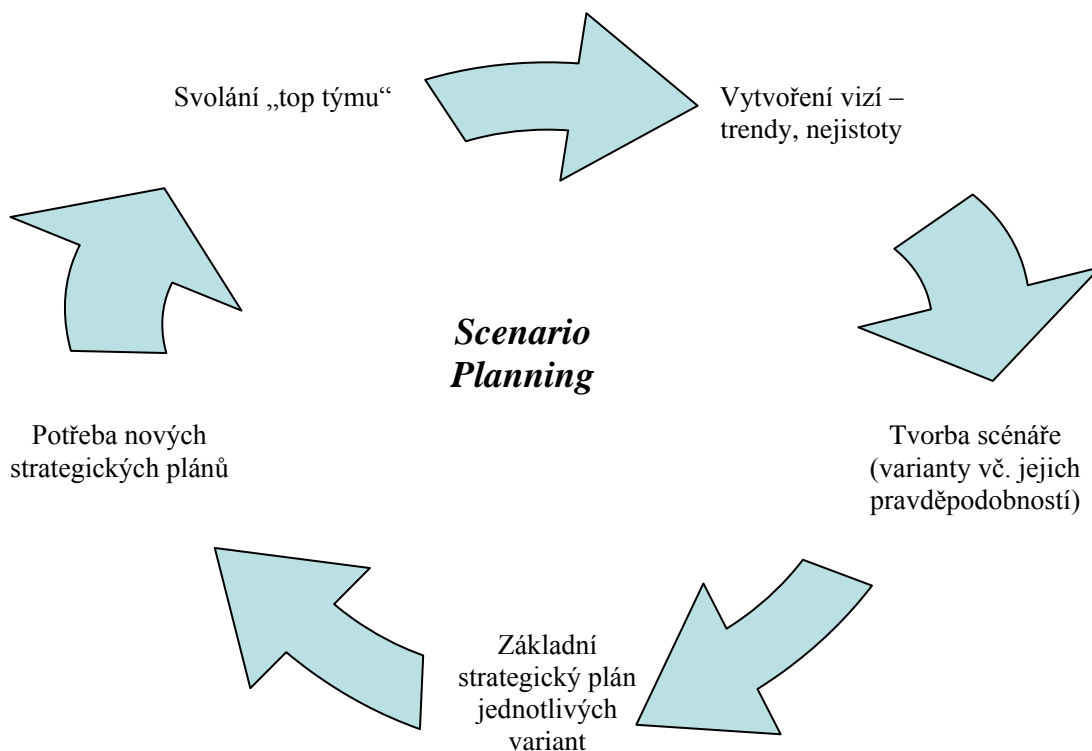 Svolání „top týmu“
Vytvoření vizí –
trendy, nejistoty
Scenario
Planning
Tvorba scénáře
(varianty vč. jejich
pravděpodobností)
Základní
strategický plán
jednotlivých
variant
Potřeba nových
strategických plánů